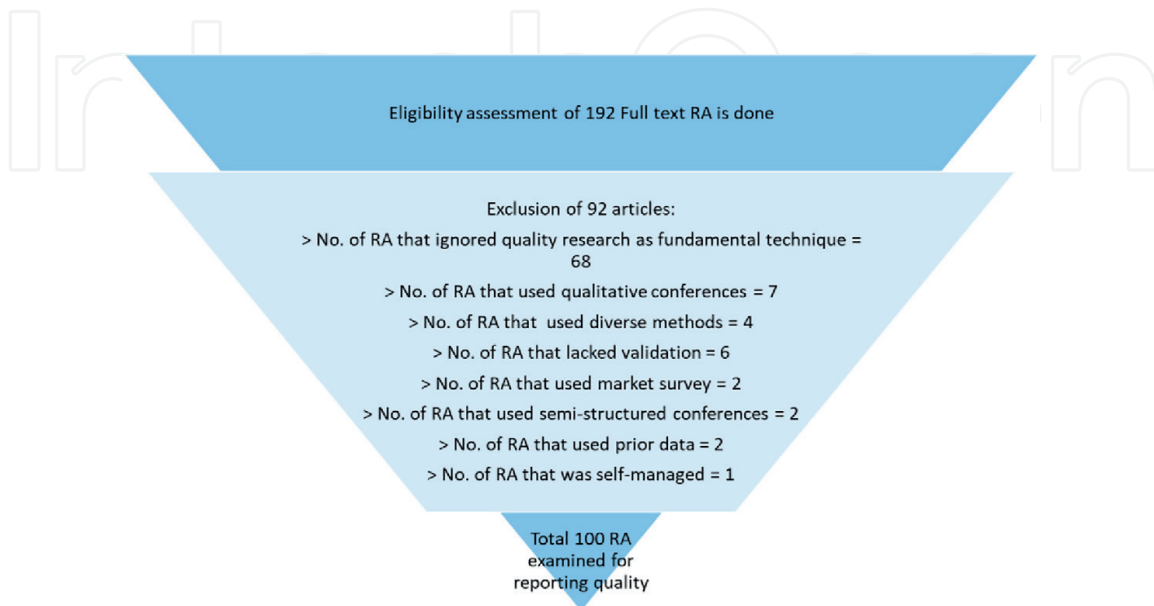 IntechOpen
Eligibility assessment of 192 Full text RA is done
Exclusion of 92 articles:
> No. of RA that ignored quality research as fundamental technique =
68
> No. of RA that used qualitative conferences = 7
> No. of RA that used diverse methods = 4
> No. of RA that lacked validation = 6
> No. of RA that used market survey = 2
> No. of RA that used semi-structured conferences = 2
> No. of RA that used prior data = 2
> No. of RA that was self-managed = 1
Total 100 RA
examined for
reporting quality